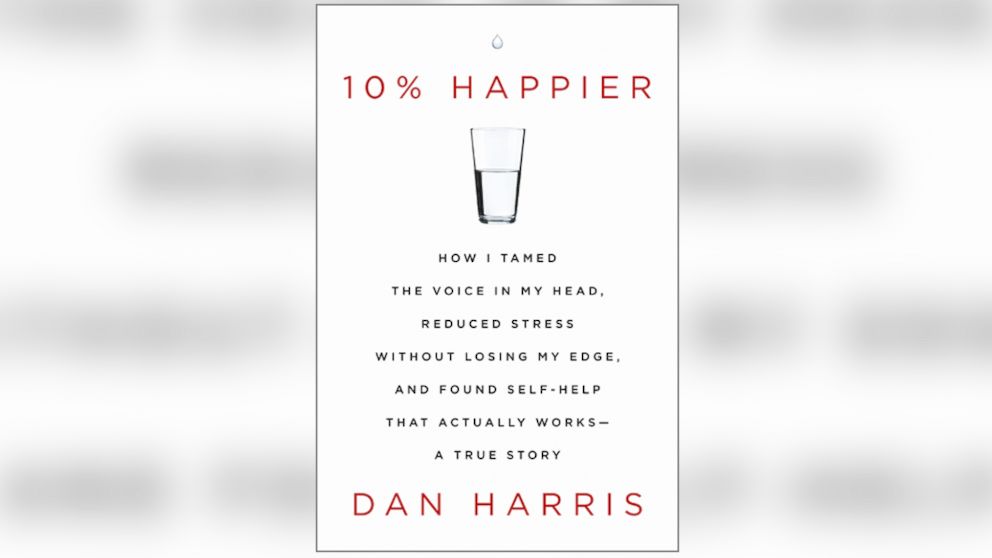 10% HAPPIER
HOW I TAMED
THE VOICE IN MY HEAD,
REDUCED STRESS
WITHOUT LOSING MY EDGE,
AND FOUND SELF-HELP
THAT ACTUALLY WORKS—
A TRUE STORY
DAN HARRIS